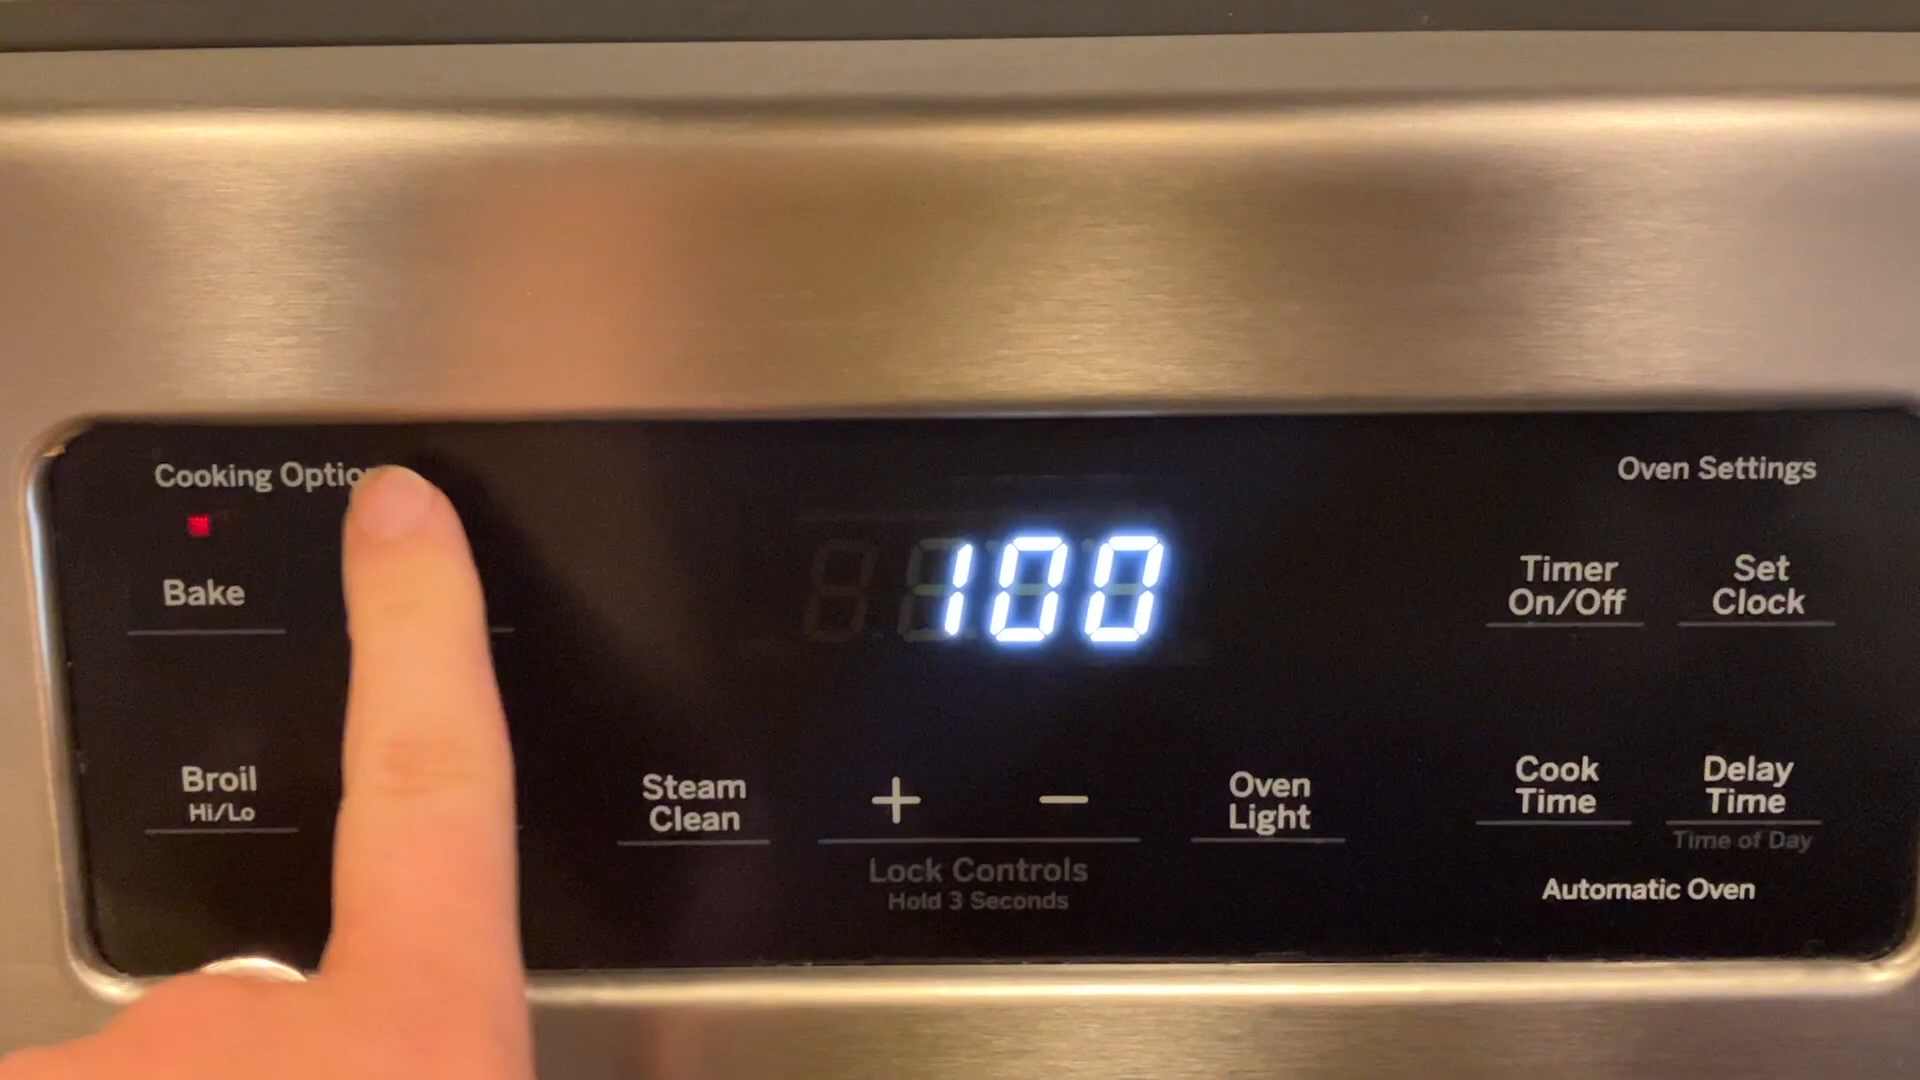 Cooking Optio
Oven Settings
Bake
100
Timer
On/Off
Set
Clock
Broil
Hi/Lo
Steam
Clean
+ −
Oven
Light
Cook
Time
Delay
Time
Time of Day
Lock Controls
Hold 3 Seconds
Automatic Oven